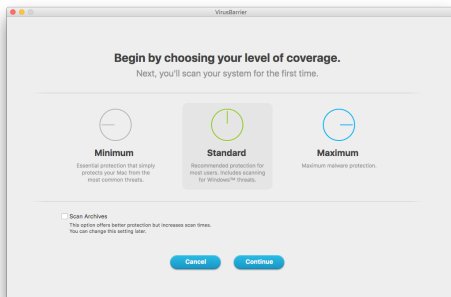 VirusBarrier
Begin by choosing your level of coverage.
Next, you'll scan your system for the first time.
Minimum
Essential protection that simply
protects your Mac from the
most common threats.
Standard
Recommended protection for
most users. Includes scanning
for Windows™ threats.
Maximum
Maximum malware protection.
Scan Archives
This option offers better protection but increases scan times.
You can change this setting later.
Cancel
Continue